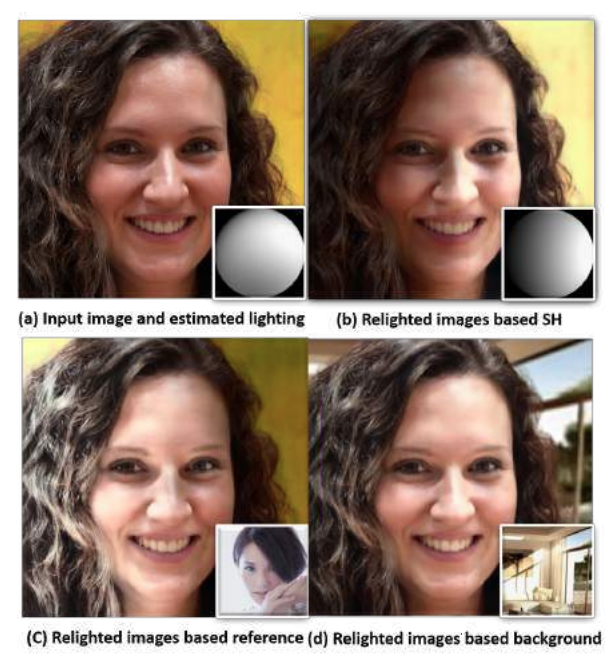 (a) Input image and estimated lighting
(b) Relighted images based SH
(C) Relighted images based reference
(d) Relighted images based background